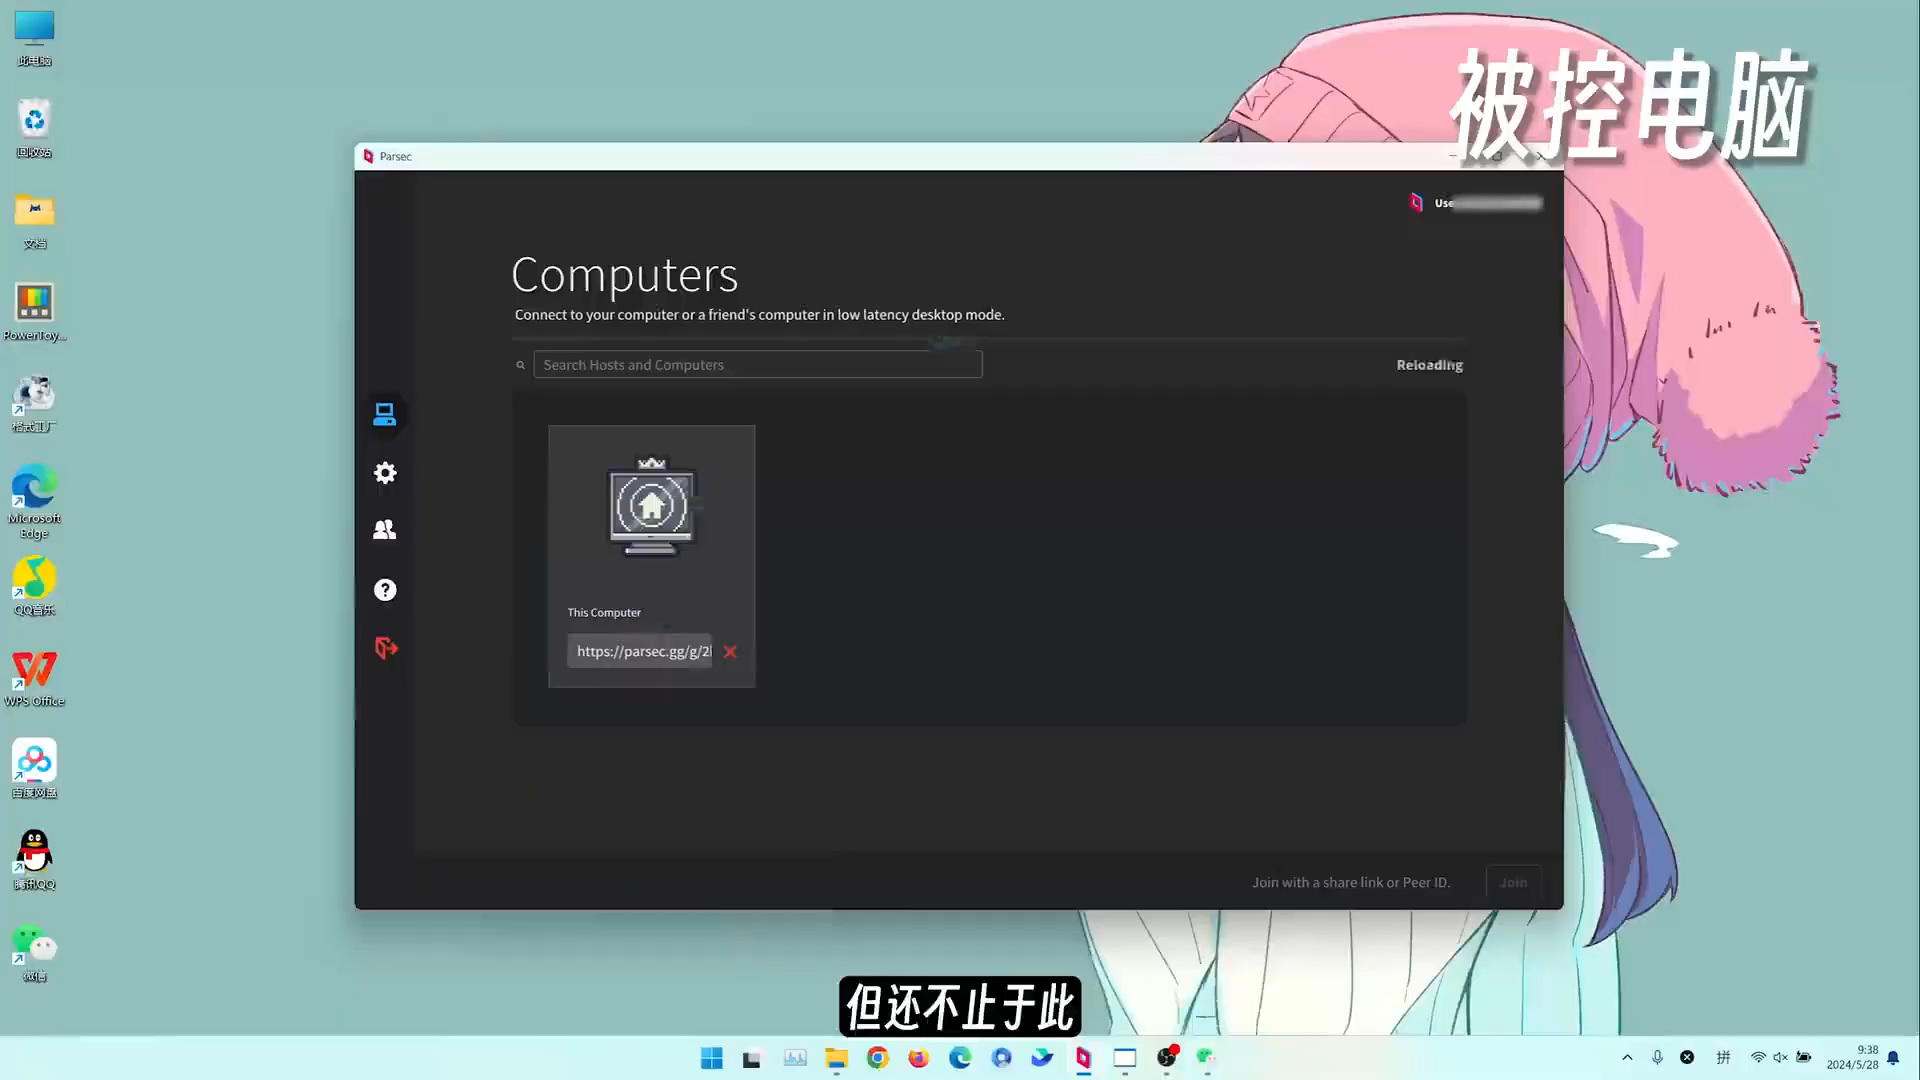 此电脑
回收站
文档
PowerToy...
格式工厂
Microsoft
Edge
QQ音乐
WPS Office
百度网盘
腾讯QQ
微信
被控电脑
Parsec
Use
Computers
Connect to your computer or a friend's computer in low latency desktop mode.
Search Hosts and Computers
Reloading
This Computer
https://parsec.gg/g/2
Join with a share link or Peer ID.
Join
但还不止于此
拼
9:38
2024/5/28